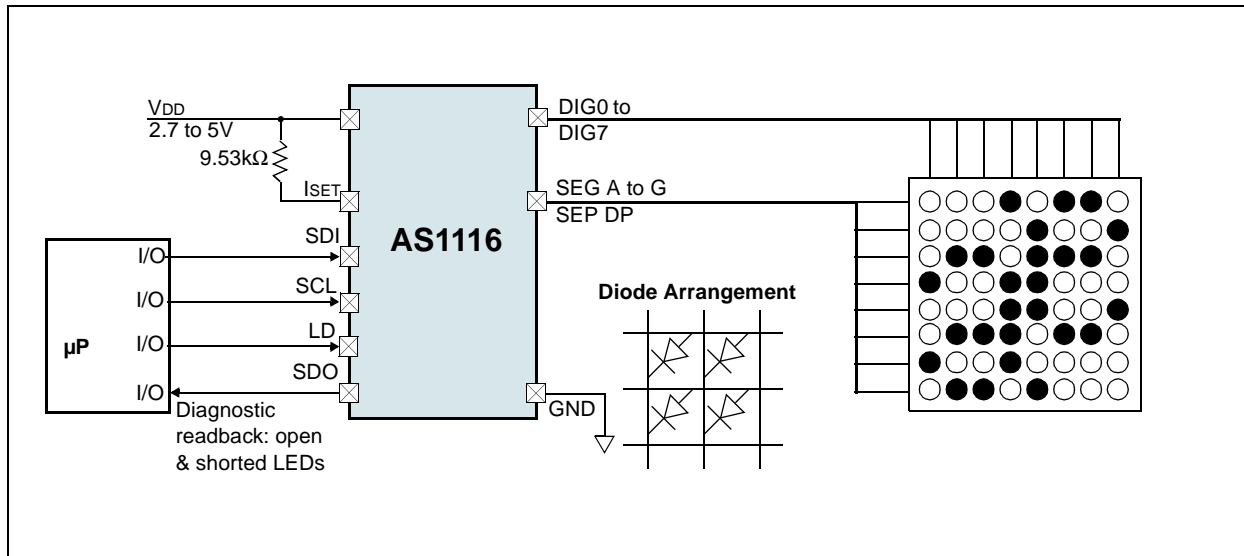 VDD
2.7 to 5V
9.53kΩ
ISET
SDI
SCL
LD
SDO
I/O
I/O
I/O
I/O
µP
Diagnostic
readback: open
& shorted LEDs
AS1116
DIG0 to
DIG7
SEG A to G
SEP DP
GND
Diode Arrangement